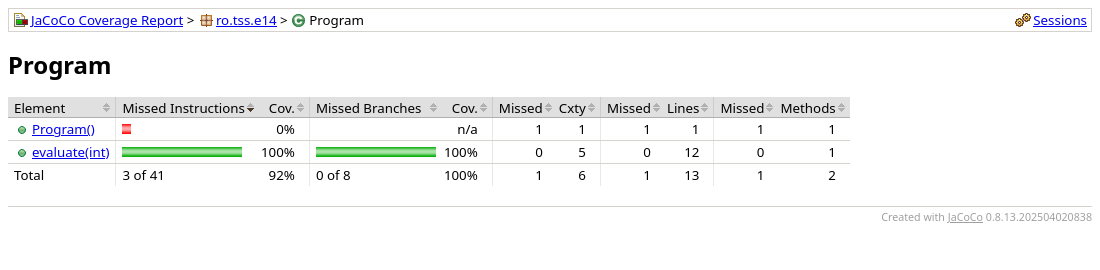 JaCoCo Coverage Report > ro.tss.e14 > Program Sessions
Program
Element Missed Instructions Cov. Missed Branches Cov. Missed Cxty Missed Lines Missed Methods
Program() 0% n/a 1 1 1 1 1 1
evaluate(int) 100% 100% 0 5 0 12 0 1
Total 3 of 41 92% 0 of 8 100% 1 6 1 13 1 2
Created with JaCoCo 0.8.13.202504020838